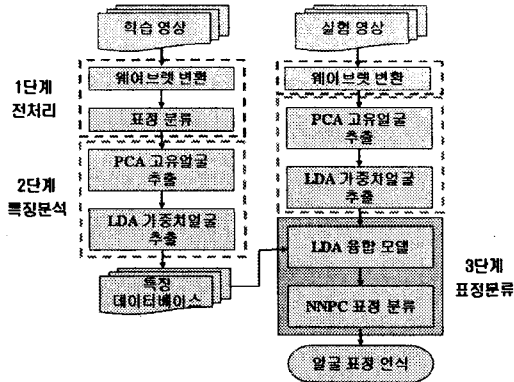 학습 영상
실험 영상
1단계
전처리
웨이브렛 변환
표정 분류
웨이브렛 변환
2단계
특징분석
PCA 고유얼굴
추출
LDA 가중치얼굴
추출
PCA 고유얼굴
추출
LDA 가중치얼굴
추출
특징
데이터베이스
LDA 융합 모델
NNPC 표정 분류
3단계
표정분류
얼굴 표정 인식